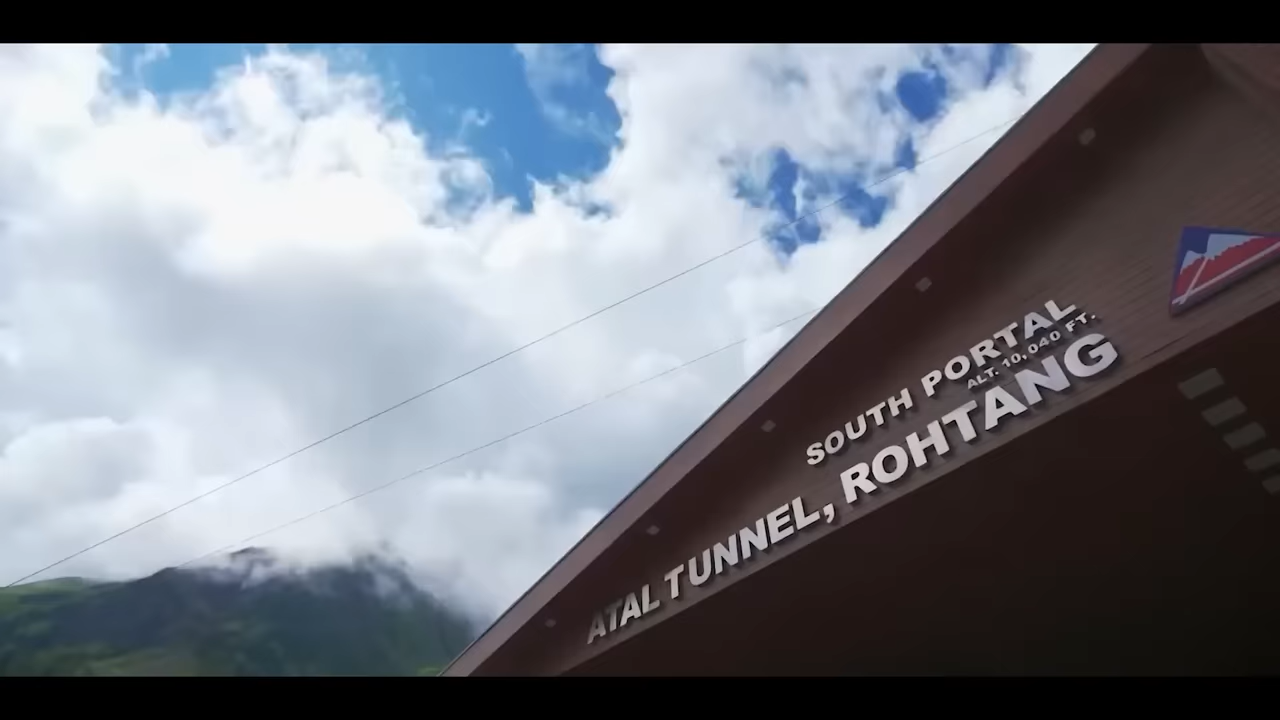 SOUTH PORTAL
ALT. 10,040 FT.
ATAL TUNNEL, ROHTANG